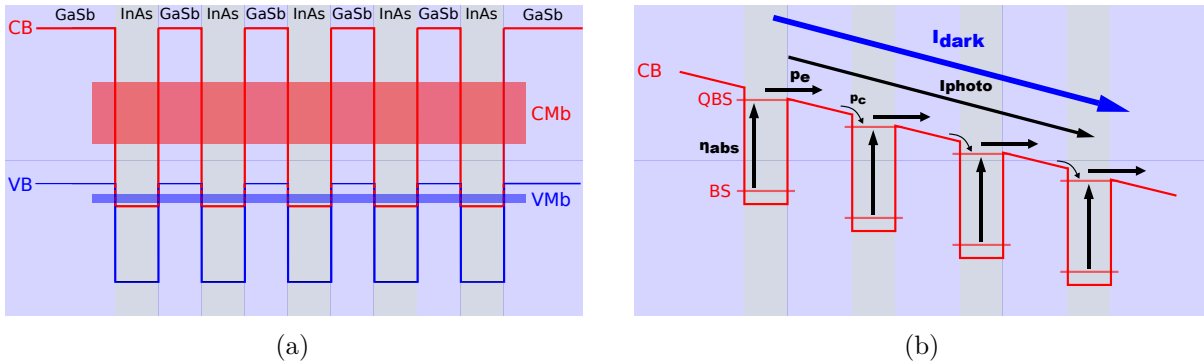 GaSb InAs GaSb InAs GaSb InAs GaSb InAs GaSb InAs GaSb
CB
CMb
VB
VMb
(a)
Idark
Iphoto
CB
pe
QBS
pc
ηabs
BS
(b)